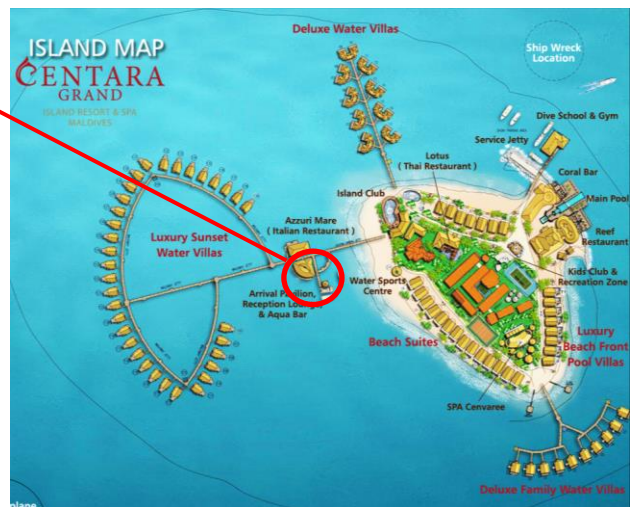 ISLAND MAP
CENTARA
GRAND
ISLAND RESORT & SPA
MALDIVES
Deluxe Water Villas
Ship Wreck
Location
Dive School & Gym
Service Jetty
Lotus
( Thai Restaurant )
Coral Bar
Island Club
Main Pool
Azzuri Mare
( Italian Restaurant )
Reef
Restaurant
Luxury Sunset
Water Villas
Kids Club &
Recreation Zone
Water Sports
Centre
Arrival Pavilion,
Reception Lounge,
& Aqua Bar
Beach Suites
Luxury
Beach Front
Pool Villas
SPA Cenvaree
Deluxe Family Water Villas
plane